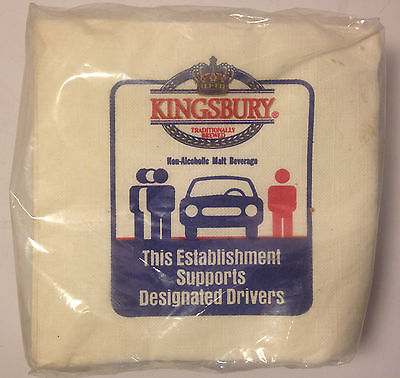 KINGSBURY®
TRADITIONALLY
BREWED
Non-Alcoholic Malt Beverage
This Establishment
Supports
Designated Drivers